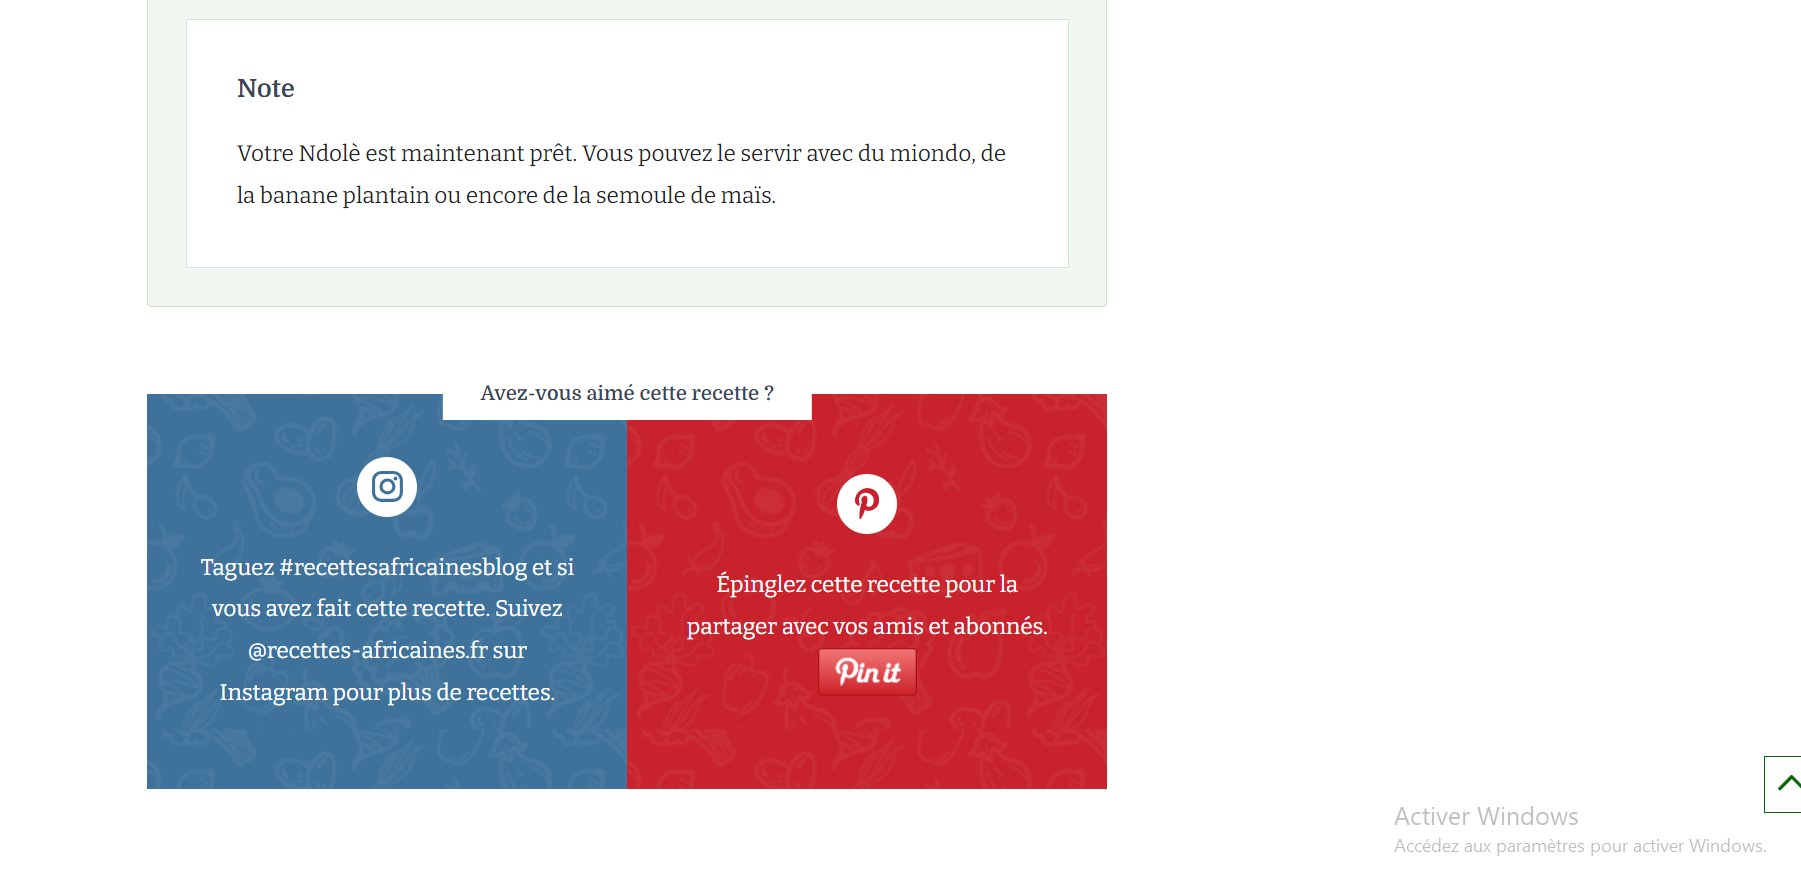 Note
Votre Ndolè est maintenant prêt. Vous pouvez le servir avec du miondo, de
la banane plantain ou encore de la semoule de maïs.
Avez-vous aimé cette recette ?
Taguez #recettesafricainesblog et si
vous avez fait cette recette. Suivez
@recettes-africaines.fr sur
Instagram pour plus de recettes.
Épinglez cette recette pour la
partager avec vos amis et abonnés.
Pin it
Activer Windows
Accédez aux paramètres pour activer Windows.